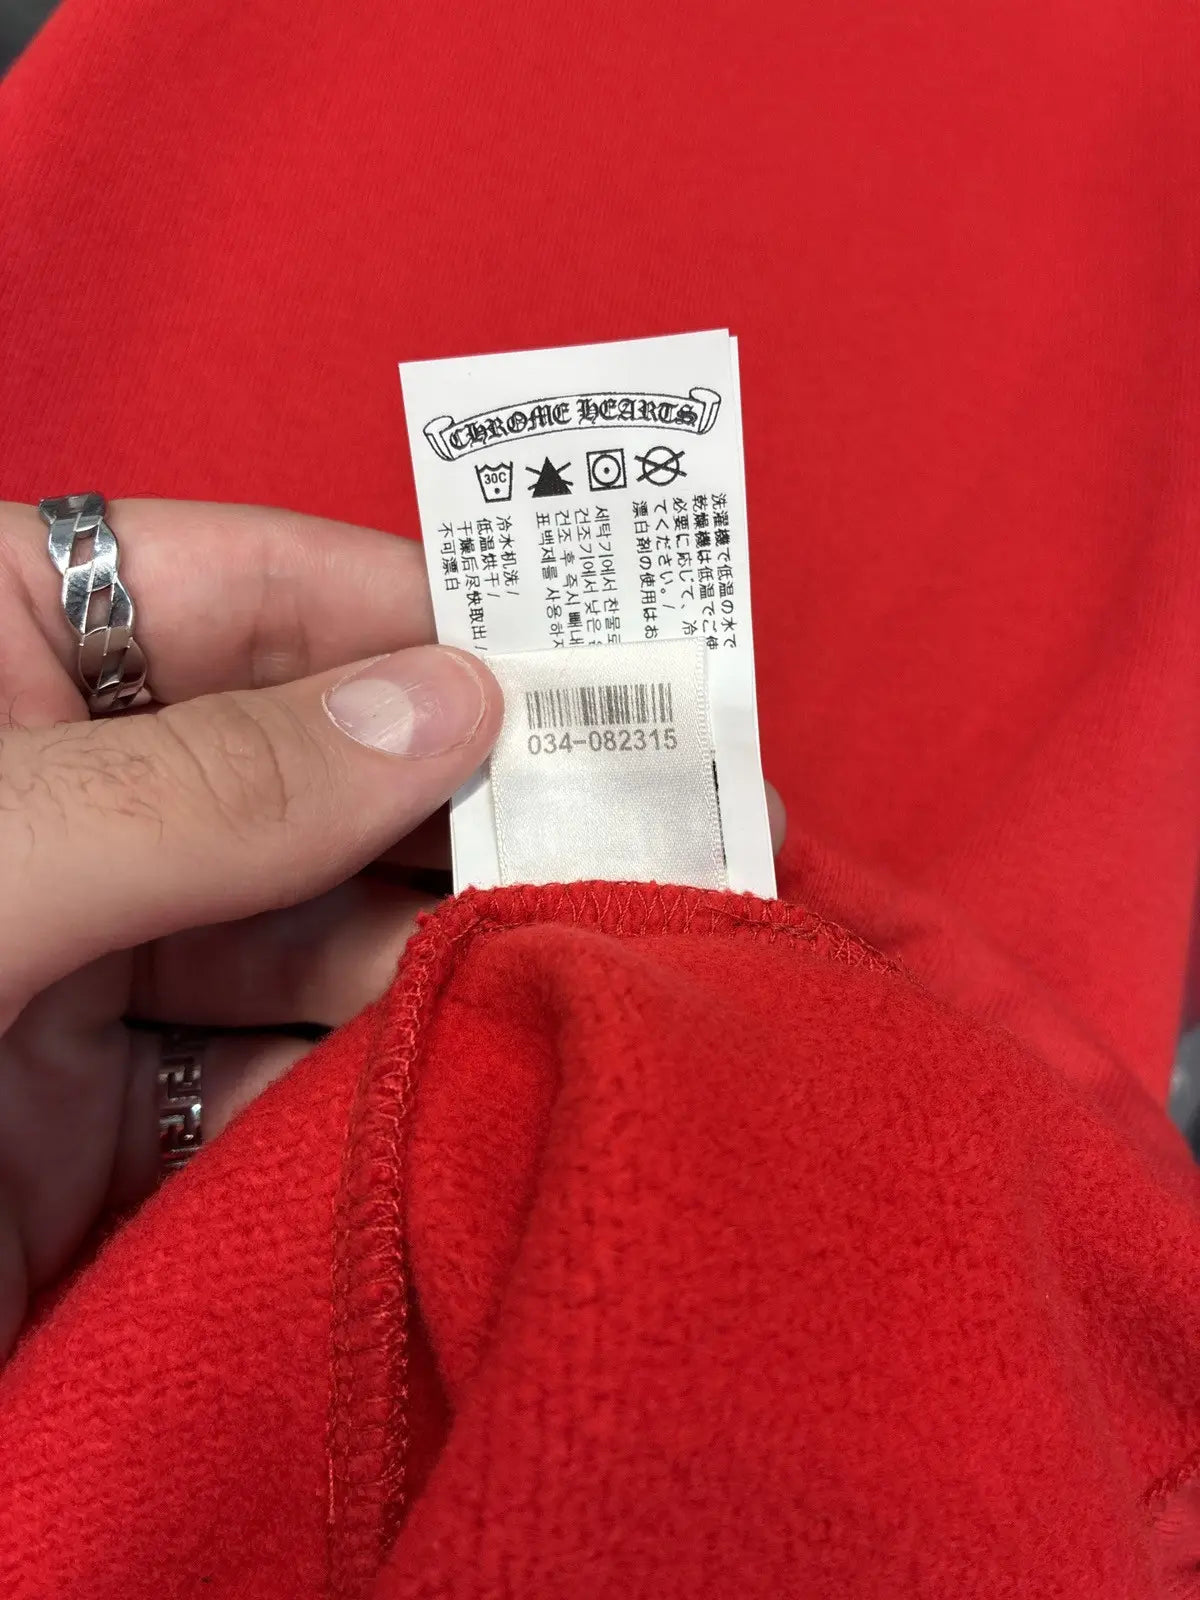 CHROME HEARTS
30C
洗濯機で低温の水で
乾燥機は低温でご使
必要に応じて、冷
てください。/
漂白剤の使用はお
세탁기에서 찬물로
건조기에서 낮은
건조 후 즉시 빼내
표백제를 사용하지
冷水机洗/
低温烘干/
干燥后尽快取出/
不可漂白
034-082315